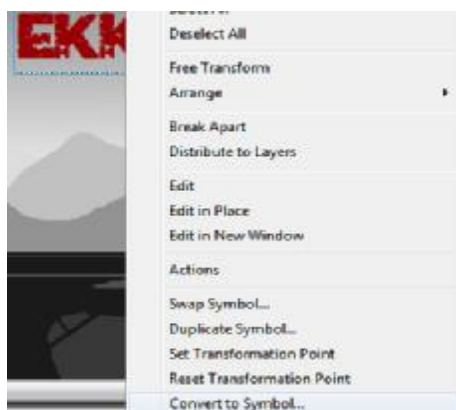 EKK
Deselect All
Free Transform
Arrange
Break Apart
Distribute to Layers
Edit
Edit in Place
Edit in New Window
Actions
Swap Symbol...
Duplicate Symbol...
Set Transformation Point
Reset Transformation Point
Convert to Symbol...